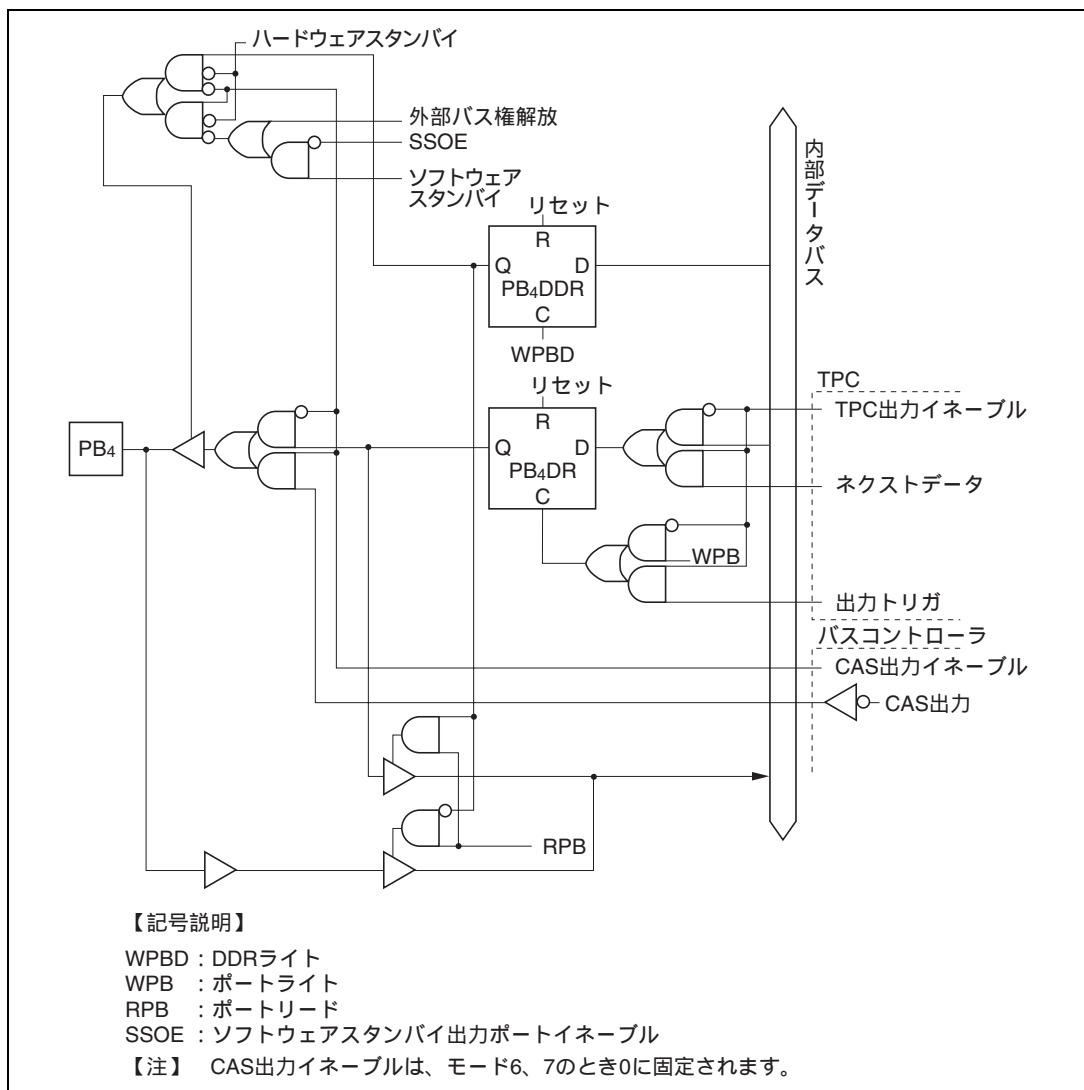 ハードウェアスタンバイ
外部バス権解放
SSOE
ソフトウェア
スタンバイ
内部データバス
リセット
R
Q
D
PB4DDR
C
WPBD
リセット
R
Q
D
PB4DR
C
TPC
TPC出力イネーブル
PB4
ネクストデータ
WPB
出力トリガ
バスコントローラ
CAS出力イネーブル
CAS出力
RPB
【記号説明】
WPBD:DDRライト
WPB :ポートライト
RPB :ポートリード
SSOE:ソフトウェアスタンバイ出力ポートイネーブル
【注】 CAS出力イネーブルは、モード6、7のとき0に固定されます。